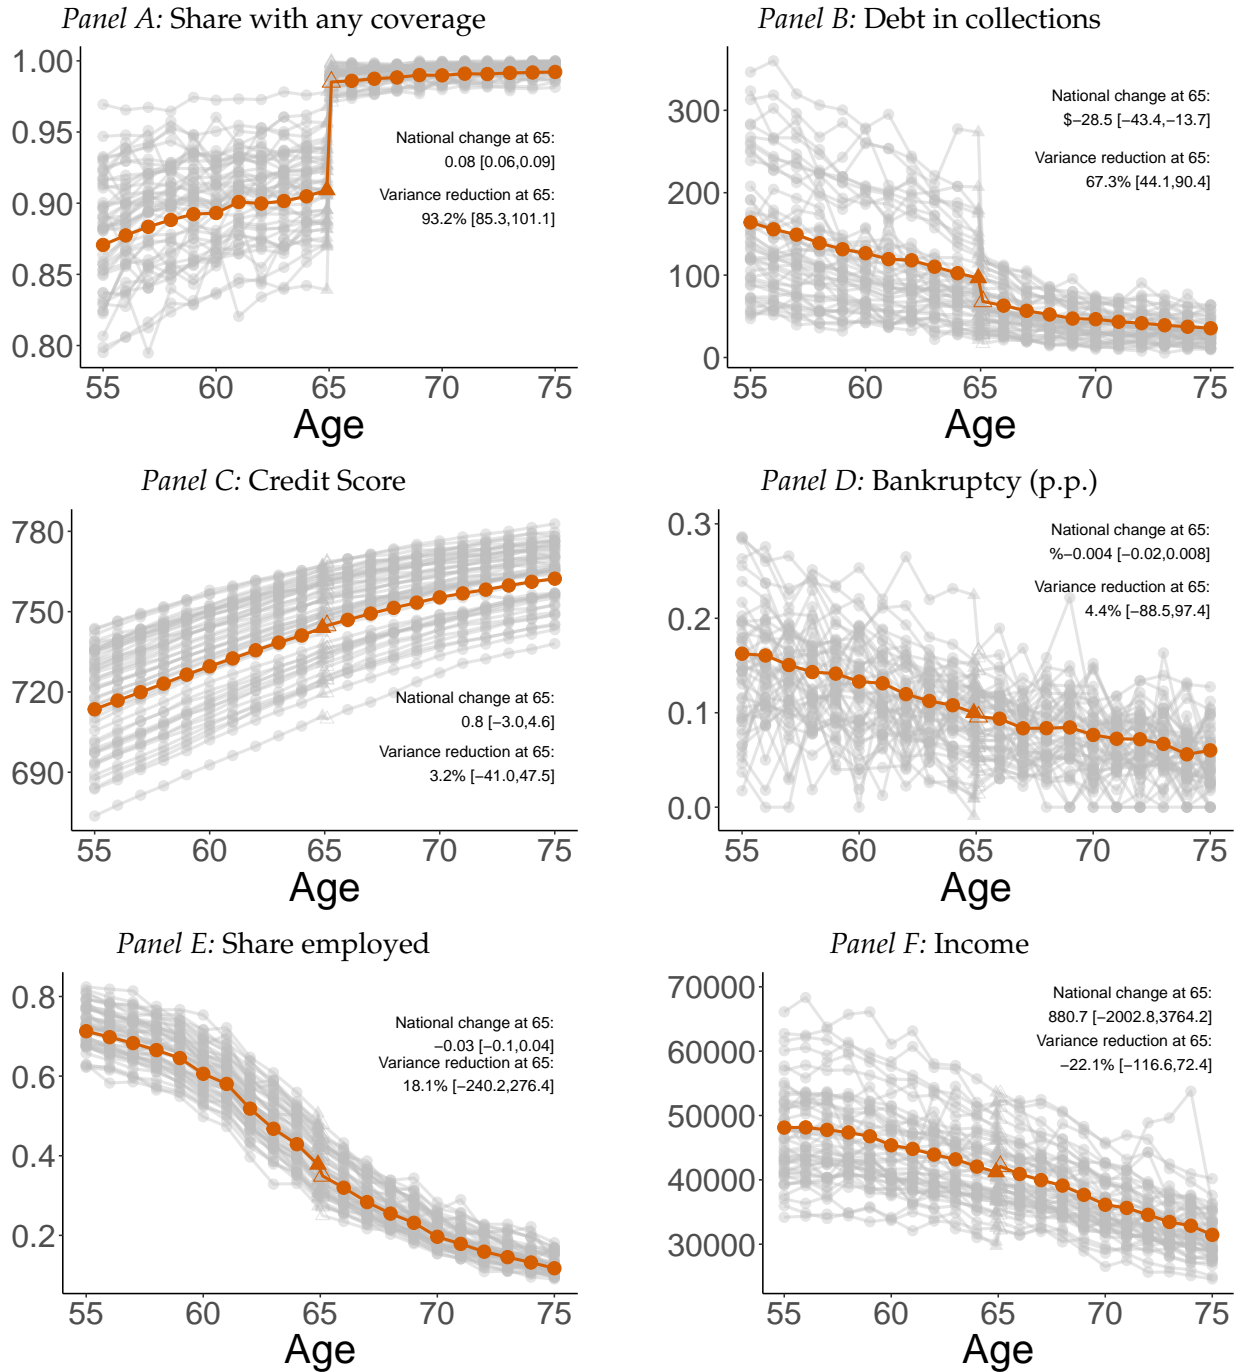 Panel A: Share with any coverage
1.00
0.95
0.90
0.85
0.80
National change at 65:
0.08 [0.06,0.09]
Variance reduction at 65:
93.2% [85.3,101.1]
55 60 65 70 75
Age
Panel B: Debt in collections
300
200
100
0
National change at 65:
$−28.5 [−43.4,−13.7]
Variance reduction at 65:
67.3% [44.1,90.4]
55 60 65 70 75
Age
Panel C: Credit Score
780
750
720
690
National change at 65:
0.8 [−3.0,4.6]
Variance reduction at 65:
3.2% [−41.0,47.5]
55 60 65 70 75
Age
Panel D: Bankruptcy (p.p.)
0.3
0.2
0.1
0.0
National change at 65:
%−0.004 [−0.02,0.008]
Variance reduction at 65:
4.4% [−88.5,97.4]
55 60 65 70 75
Age
Panel E: Share employed
0.8
0.6
0.4
0.2
National change at 65:
−0.03 [−0.1,0.04]
Variance reduction at 65:
18.1% [−240.2,276.4]
55 60 65 70 75
Age
Panel F: Income
70000
60000
50000
40000
30000
National change at 65:
880.7 [−2002.8,3764.2]
Variance reduction at 65:
−22.1% [−116.6,72.4]
55 60 65 70 75
Age